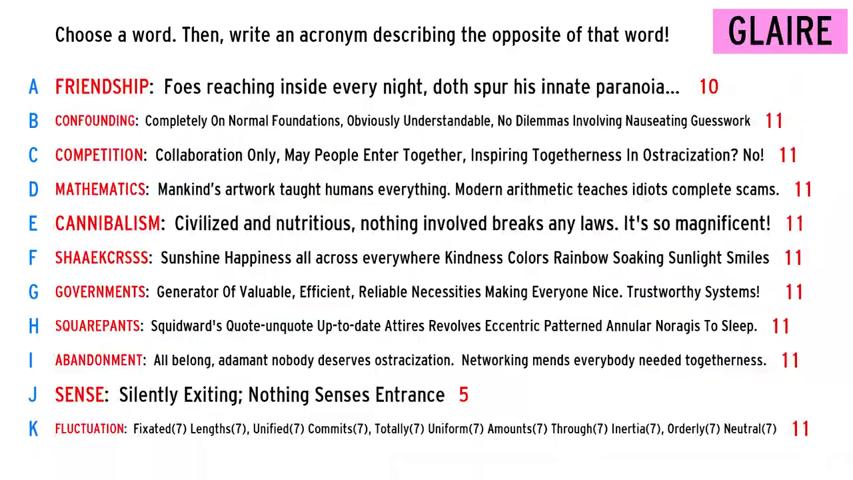 Choose a word. Then, write an acronym describing the opposite of that word!
GLAIRE
A FRIENDSHIP: Foes reaching inside every night, doth spur his innate paranoia... 10
B CONFOUNDING: Completely On Normal Foundations, Obviously Understandable, No Dilemmas Involving Nauseating Guesswork 11
C COMPETITION: Collaboration Only, May People Enter Together, Inspiring Togetherness In Ostracization? No! 11
D MATHEMATICS: Mankind's artwork taught humans everything. Modern arithmetic teaches idiots complete scams. 11
E CANNIBALISM: Civilized and nutritious, nothing involved breaks any laws. It's so magnificent! 11
F SHAAEKCRSSS: Sunshine Happiness all across everywhere Kindness Colors Rainbow Soaking Sunlight Smiles 11
G GOVERNMENTS: Generator Of Valuable, Efficient, Reliable Necessities Making Everyone Nice. Trustworthy Systems! 11
H SQUAREPANTS: Squidward's Quote-unquote Up-to-date Attires Revolves Eccentric Patterned Annular Noragis To Sleep. 11
I ABANDONMENT: All belong, adamant nobody deserves ostracization. Networking mends everybody needed togetherness. 11
J SENSE: Silently Exiting; Nothing Senses Entrance 5
K FLUCTUATION: Fixated(7) Lengths(7), Unified(7) Commits(7), Totally(7) Uniform(7) Amounts(7) Through(7) Inertia(7), Orderly(7) Neutral(7) 11